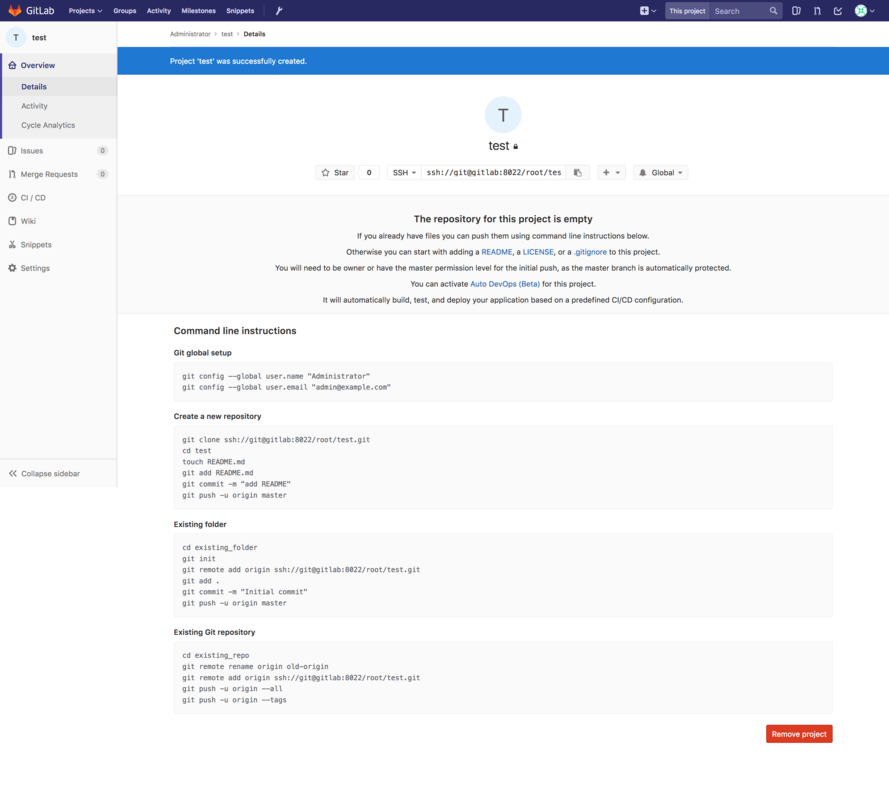 GitLab Projects Groups Activity Milestones Snippets This project Search
T test
Administrator > test > Details
Project 'test' was successfully created.
Overview
Details
Activity
Cycle Analytics
Issues 0
Merge Requests 0
CI / CD
Wiki
Snippets
Settings
Collapse sidebar
T
test
Star 0 SSH ssh://git@gitlab:8022/root/tes + Global
The repository for this project is empty
If you already have files you can push them using command line instructions below.
Otherwise you can start with adding a README, a LICENSE, or a .gitignore to this project.
You will need to be owner or have the master permission level for the initial push, as the master branch is automatically protected.
You can activate Auto DevOps (Beta) for this project.
It will automatically build, test, and deploy your application based on a predefined CI/CD configuration.
Command line instructions
Git global setup
git config --global user.name "Administrator"
git config --global user.email "admin@example.com"
Create a new repository
git clone ssh://git@gitlab:8022/root/test.git
cd test
touch README.md
git add README.md
git commit -m "add README"
git push -u origin master
Existing folder
cd existing_folder
git init
git remote add origin ssh://git@gitlab:8022/root/test.git
git add .
git commit -m "Initial commit"
git push -u origin master
Existing Git repository
cd existing_repo
git remote rename origin old-origin
git remote add origin ssh://git@gitlab:8022/root/test.git
git push -u origin --all
git push -u origin --tags
Remove project